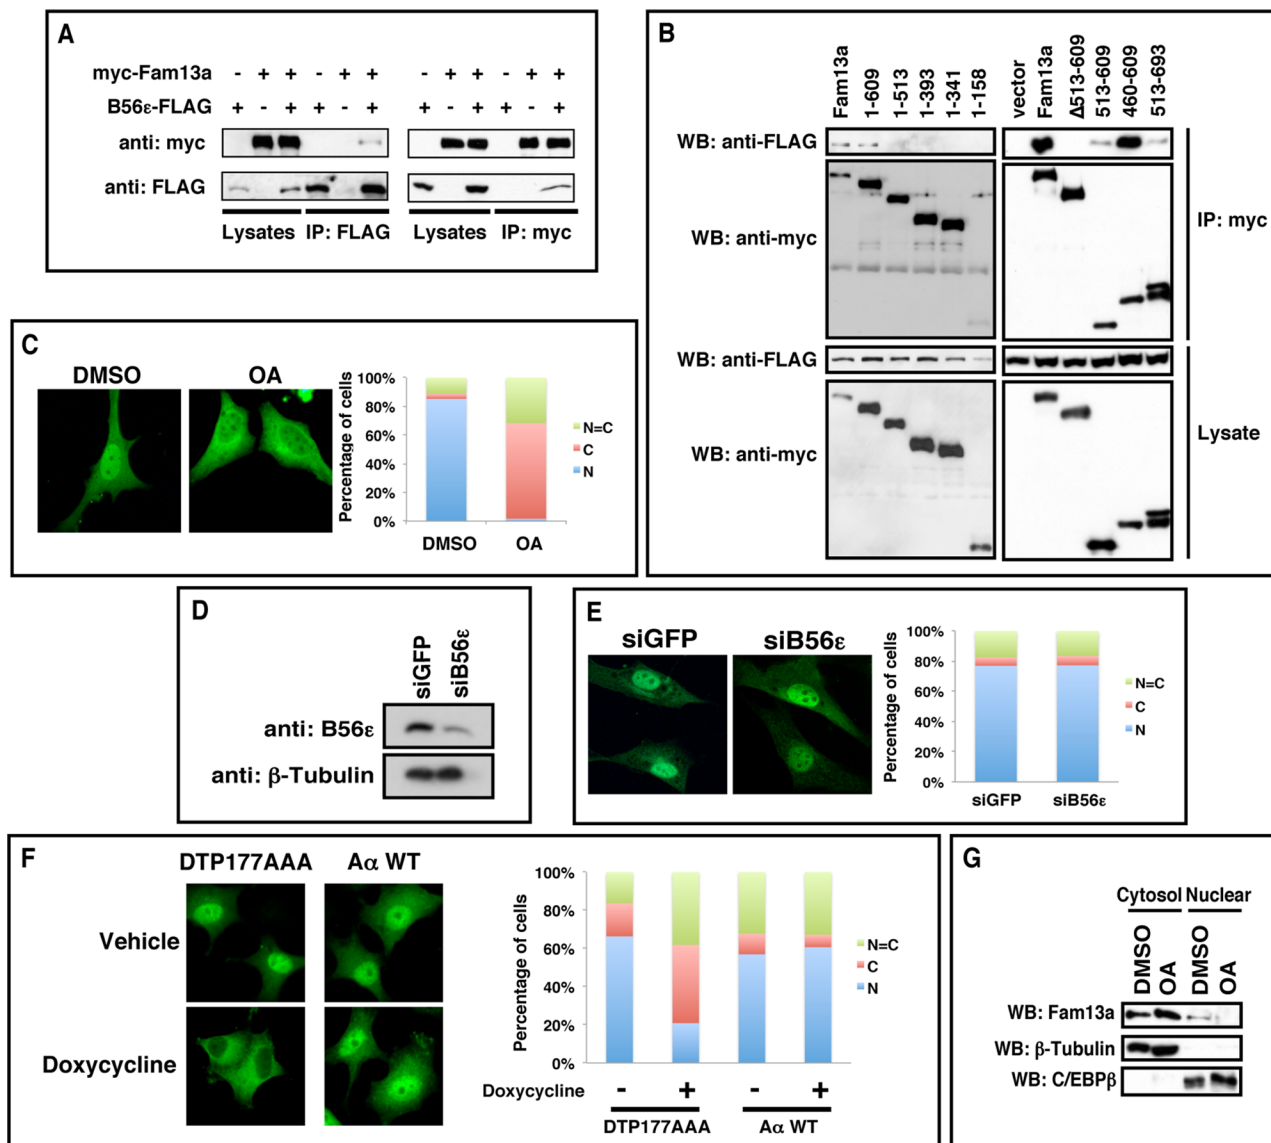 A
myc-Fam13a - + + - + + - + + - + +
B56ε-FLAG + - + + - + + - + + - +
anti: myc
anti: FLAG
Lysates IP: FLAG Lysates IP: myc
B
Fam13a 1-609 1-513 1-393 1-341 1-158 vector Fam13a Δ513-609 513-609 460-609 513-693
WB: anti-FLAG
WB: anti-myc
IP: myc
WB: anti-FLAG
WB: anti-myc
Lysate
C
DMSO OA
Percentage of cells
100%
80%
60%
40%
20%
0%
N=C
C
N
DMSO OA
D
siGFP siB56ε
anti: B56ε
anti: β-Tubulin
E
siGFP siB56ε
Percentage of cells
100%
80%
60%
40%
20%
0%
N=C
C
N
siGFP siB56ε
F
DTP177AAA Aα WT
Vehicle
Doxycycline
Percentage of cells
100%
80%
60%
40%
20%
0%
N=C
C
N
Doxycycline - + - +
DTP177AAA Aα WT
G
Cytosol Nuclear
DMSO OA DMSO OA
WB: Fam13a
WB: β-Tubulin
WB: C/EBPβ